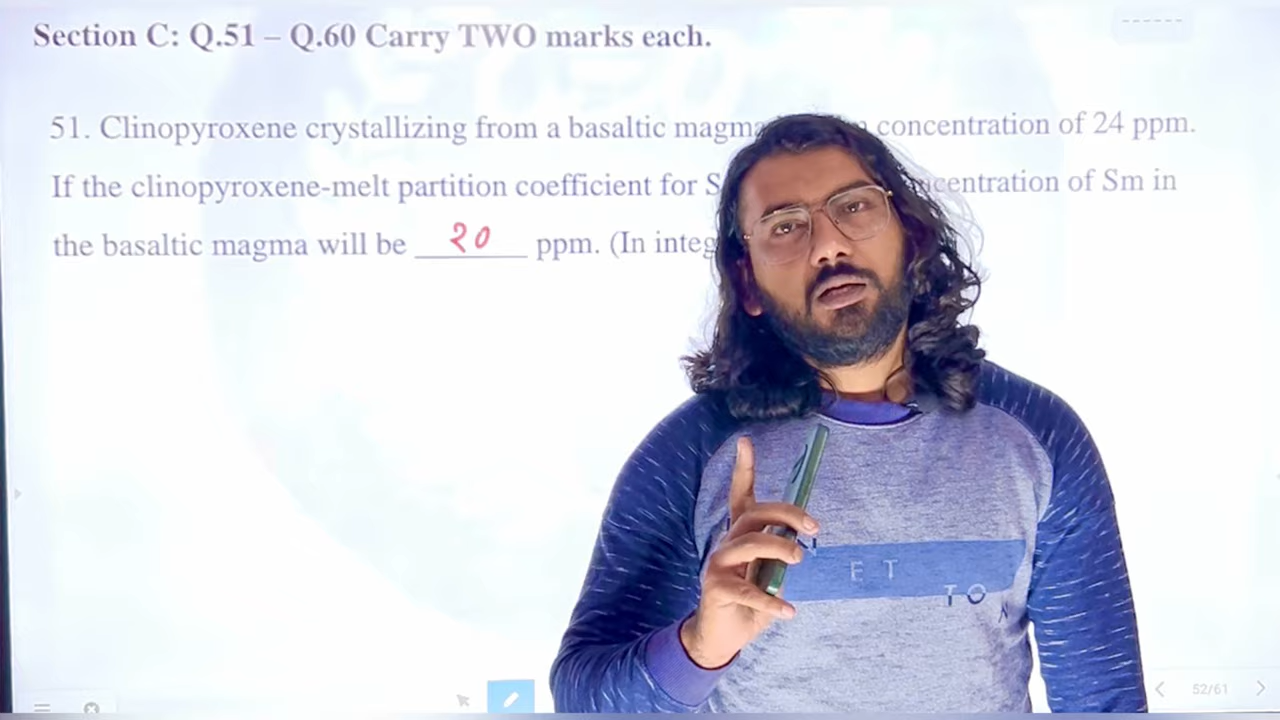 Section C: Q.51 – Q.60 Carry TWO marks each.
51. Clinopyroxene crystallizing from a basaltic magma concentration of 24 ppm.
If the clinopyroxene-melt partition coefficient for of Sm in
the basaltic magma will be 20 ppm. (In
ET
TO
52/61